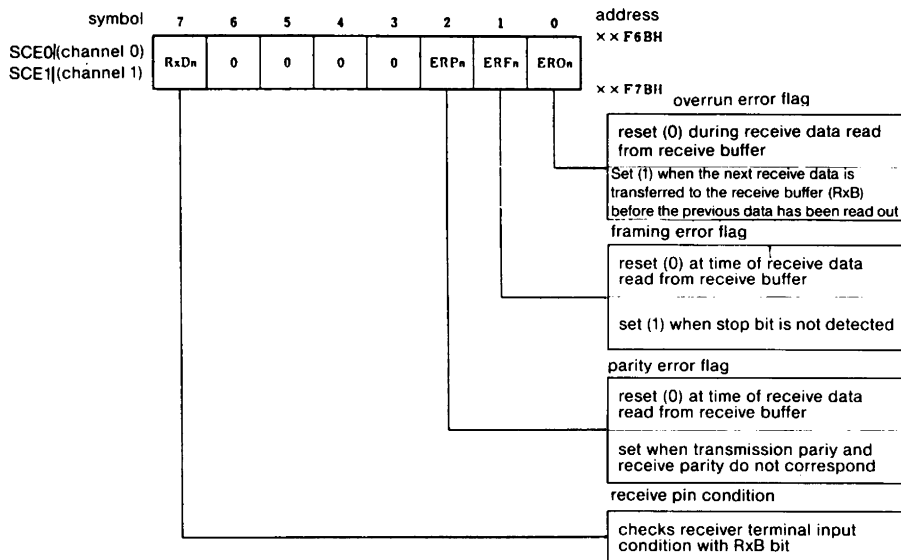 symbol 7 6 5 4 3 2 1 0 address
××F6BH
SCE0|(channel 0)
SCE1|(channel 1)
RxDn 0 0 0 0 ERPn ERFn EROn
××F7BH
overrun error flag
reset (0) during receive data read
from receive buffer
Set (1) when the next receive data is
transferred to the receive buffer (RxB)
before the previous data has been read out
framing error flag
reset (0) at time of receive data
read from receive buffer
set (1) when stop bit is not detected
parity error flag
reset (0) at time of receive data
read from receive buffer
set when transmission pariy and
receive parity do not correspond
receive pin condition
checks receiver terminal input
condition with RxB bit